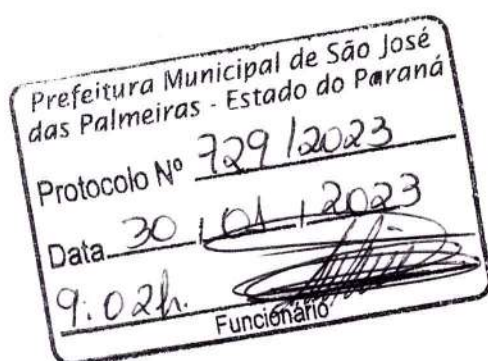 Prefeitura Municipal de São José
das Palmeiras - Estado do Paraná
Protocolo Nº 729/2023
Data 30 / 01 / 2023
9:02h.
Funcionário